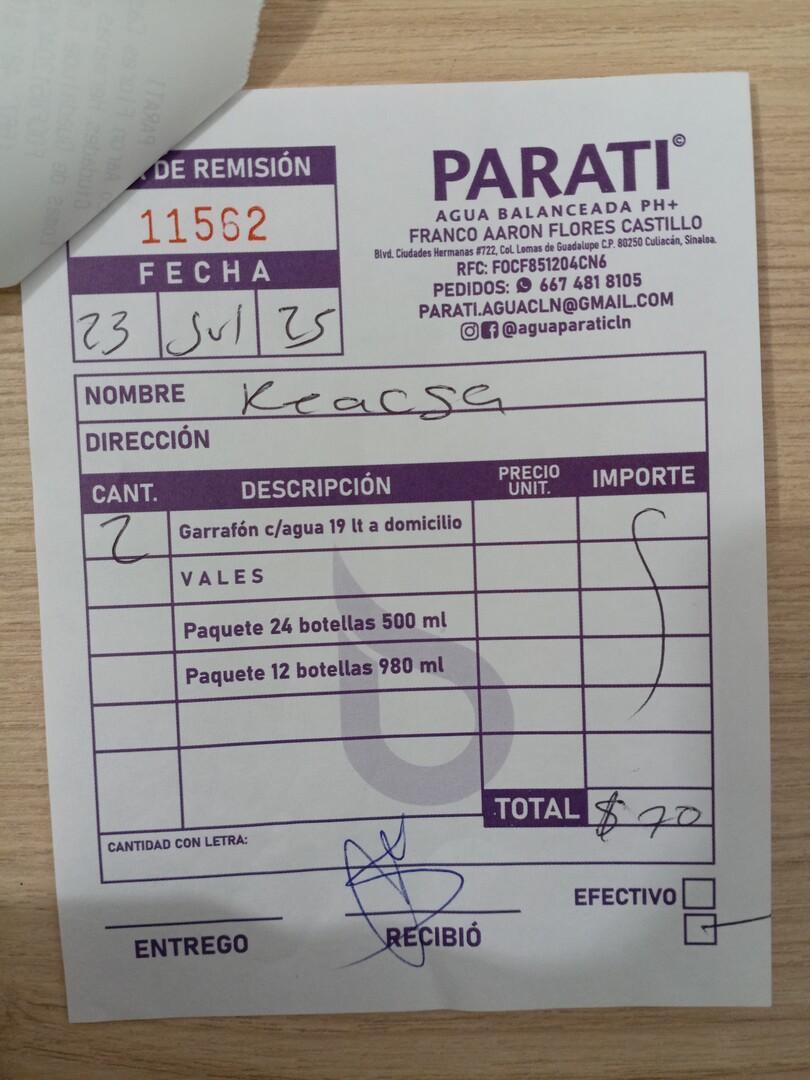 DE REMISIÓN
11562
FECHA
23 Jul 25
PARATI©
AGUA BALANCEADA PH+
FRANCO AARON FLORES CASTILLO
Blvd. Ciudades Hermanas #722, Col. Lomas de Guadalupe C.P. 80250 Culiacán, Sinaloa.
RFC: FOCF851204CN6
PEDIDOS: 667 481 8105
PARATI.AGUACLN@GMAIL.COM
@aguaparaticln
NOMBRE Keacsa
DIRECCIÓN
CANT. DESCRIPCIÓN PRECIO UNIT. IMPORTE
2 Garrafón c/agua 19 lt a domicilio
VALES
Paquete 24 botellas 500 ml
Paquete 12 botellas 980 ml
TOTAL $ 70
CANTIDAD CON LETRA:
ENTREGO
RECIBIÓ
EFECTIVO